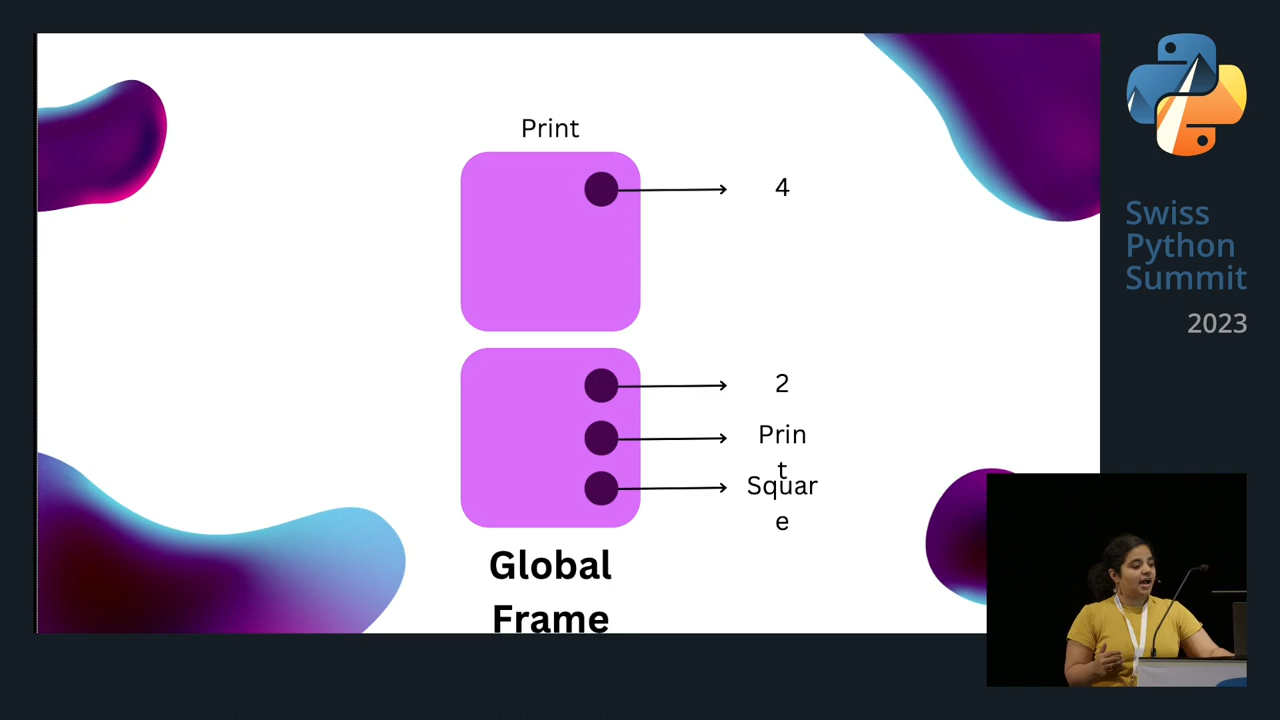 Print
4
2
Prin
t
Squar
e
Global
Frame
Swiss
Python
Summit
2023